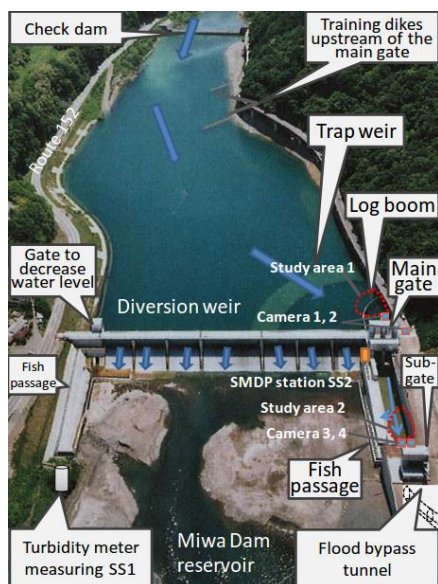 Check dam
Training dikes
upstream of the
main gate
Route 152
Trap weir
Log boom
Study area 1
Main
gate
Gate to
decrease
water level
Diversion weir
Camera 1, 2
Fish
passage
SMDP station SS2
Sub-
gate
Study area 2
Camera 3, 4
Fish
passage
Turbidity meter
measuring SS1
Miwa Dam
reservoir
Flood bypass
tunnel